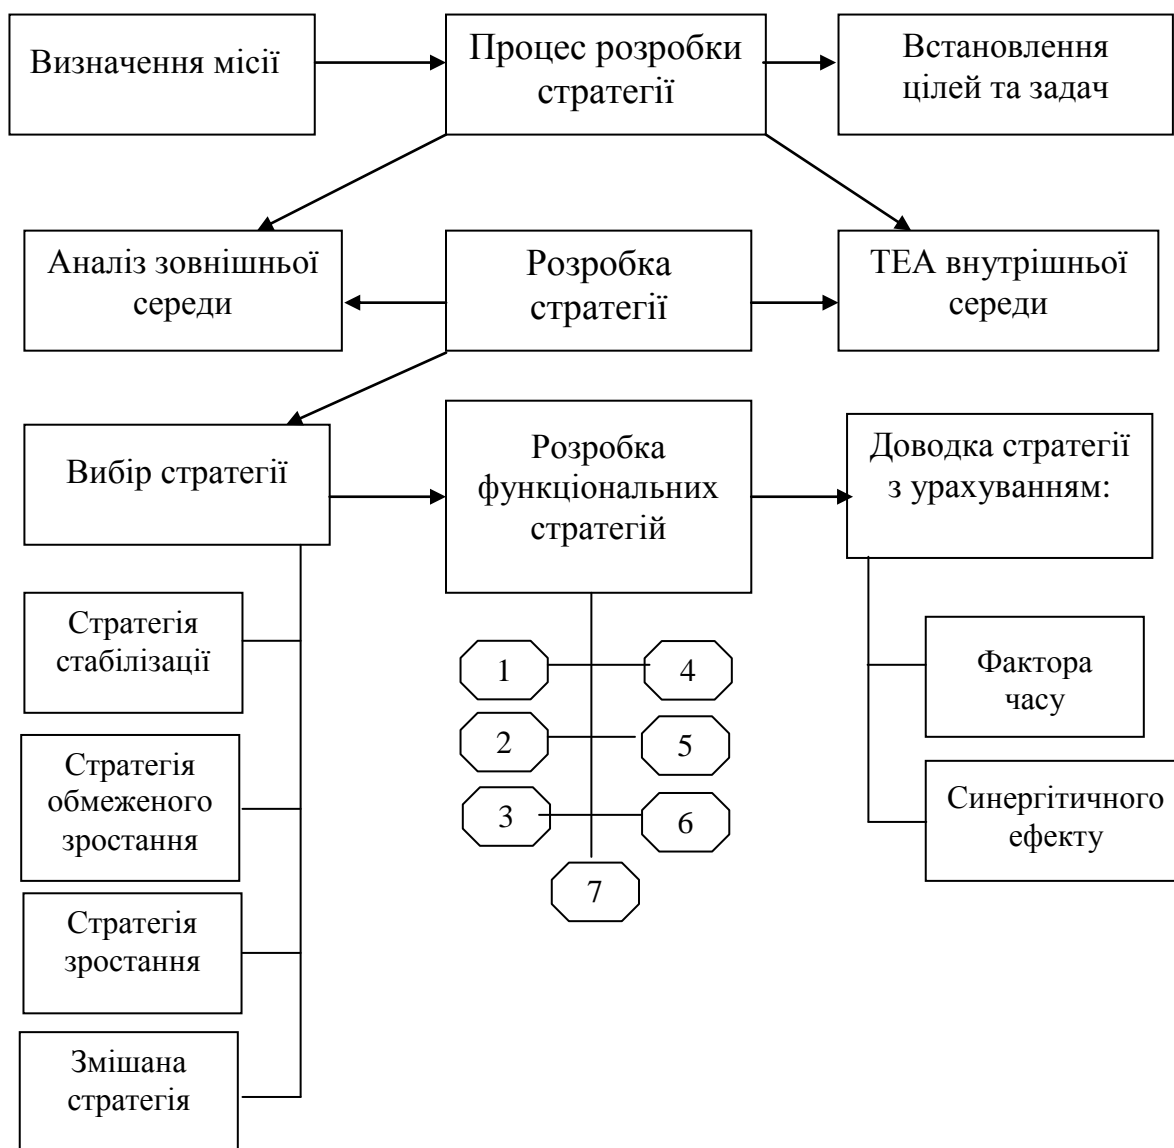 Визначення місії
Процес розробки
стратегії
Встановлення
цілей та задач
Аналіз зовнішньої
середи
Розробка
стратегії
ТЕА внутрішньої
середи
Вибір стратегії
Розробка
функціональних
стратегій
Доводка стратегії
з урахуванням:
Стратегія
стабілізації
Стратегія
обмеженого
зростання
Стратегія
зростання
Змішана
стратегія
1
4
2
5
3
6
7
Фактора
часу
Синергітичного
ефекту